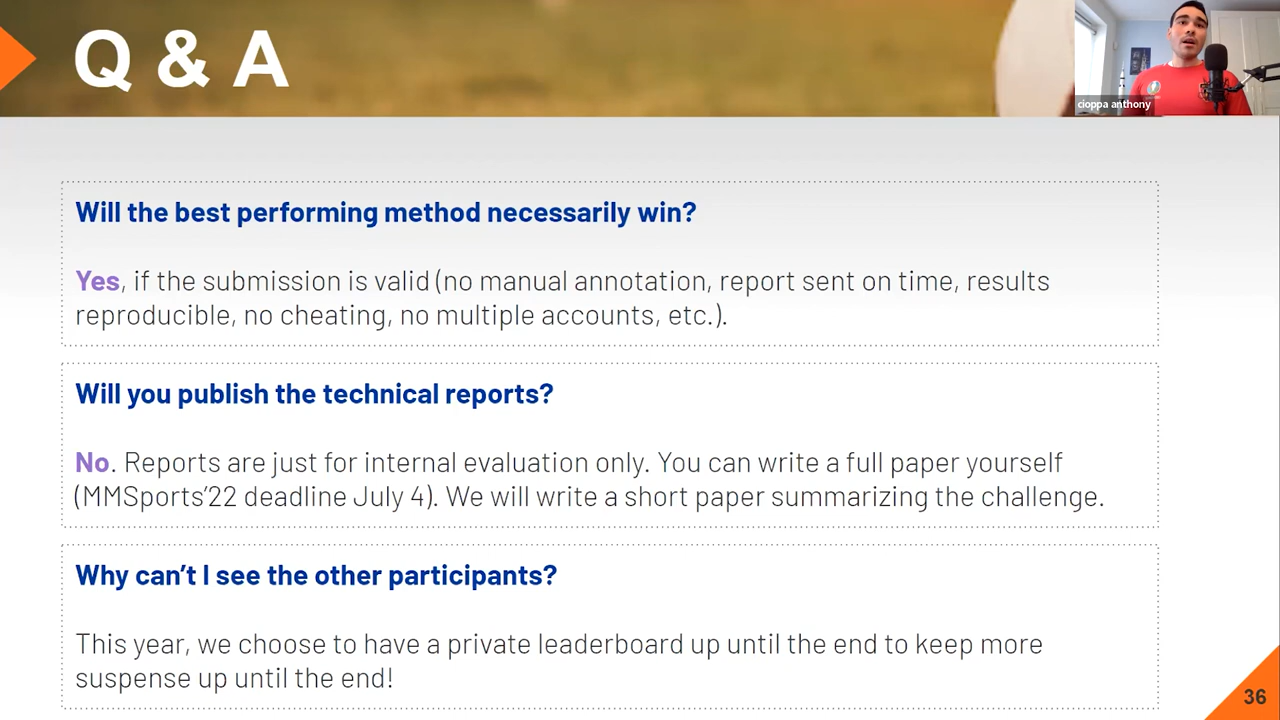 Q & A
cioppa anthony
Will the best performing method necessarily win?
Yes, if the submission is valid (no manual annotation, report sent on time, results
reproducible, no cheating, no multiple accounts, etc.).
Will you publish the technical reports?
No. Reports are just for internal evaluation only. You can write a full paper yourself
(MMSports’22 deadline July 4). We will write a short paper summarizing the challenge.
Why can’t I see the other participants?
This year, we choose to have a private leaderboard up until the end to keep more
suspense up until the end!
36